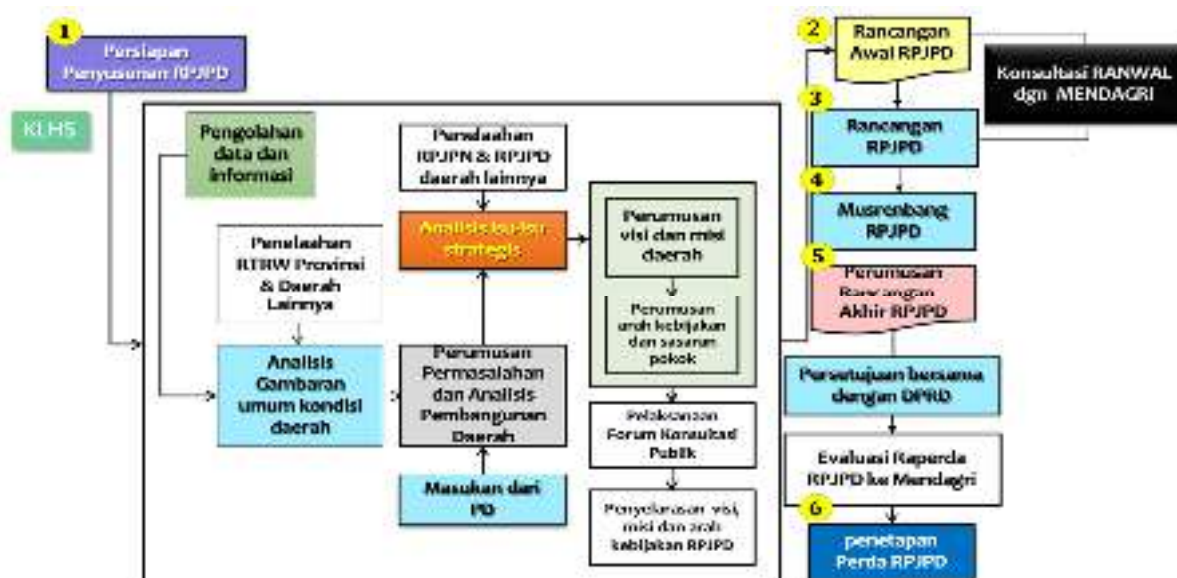 1
Persiapan
Penyusunan RPJPD
KLHS
Pengolahan
data dan
informasi
Penelaahan
RTRW Provinsi
& Daerah
Lainnya
Analisis
Gambaran
umum kondisi
daerah
Penelaahan
RPJPN & RPJPD
daerah lainnya
Analisis isu-isu
strategis
Perumusan
Permasalahan
dan Analisis
Pembangunan
Daerah
Masukan dari
PD
Perumusan
visi dan misi
daerah
Perumusan
arah kebijakan
dan sasaran
pokok
Pelaksanaan
Forum Konsultasi
Publik
Penyelarasan visi,
misi dan arah
kebijakan RPJPD
2
Rancangan
Awal RPJPD
Konsultasi RANWAL
dgn MENDAGRI
3
Rancangan
RPJPD
4
Musrenbang
RPJPD
5
Perumusan
Rancangan
Akhir RPJPD
Persetujuan bersama
dengan DPRD
Evaluasi Raperda
RPJPD ke Mendagri
6
penetapan
Perda RPJPD